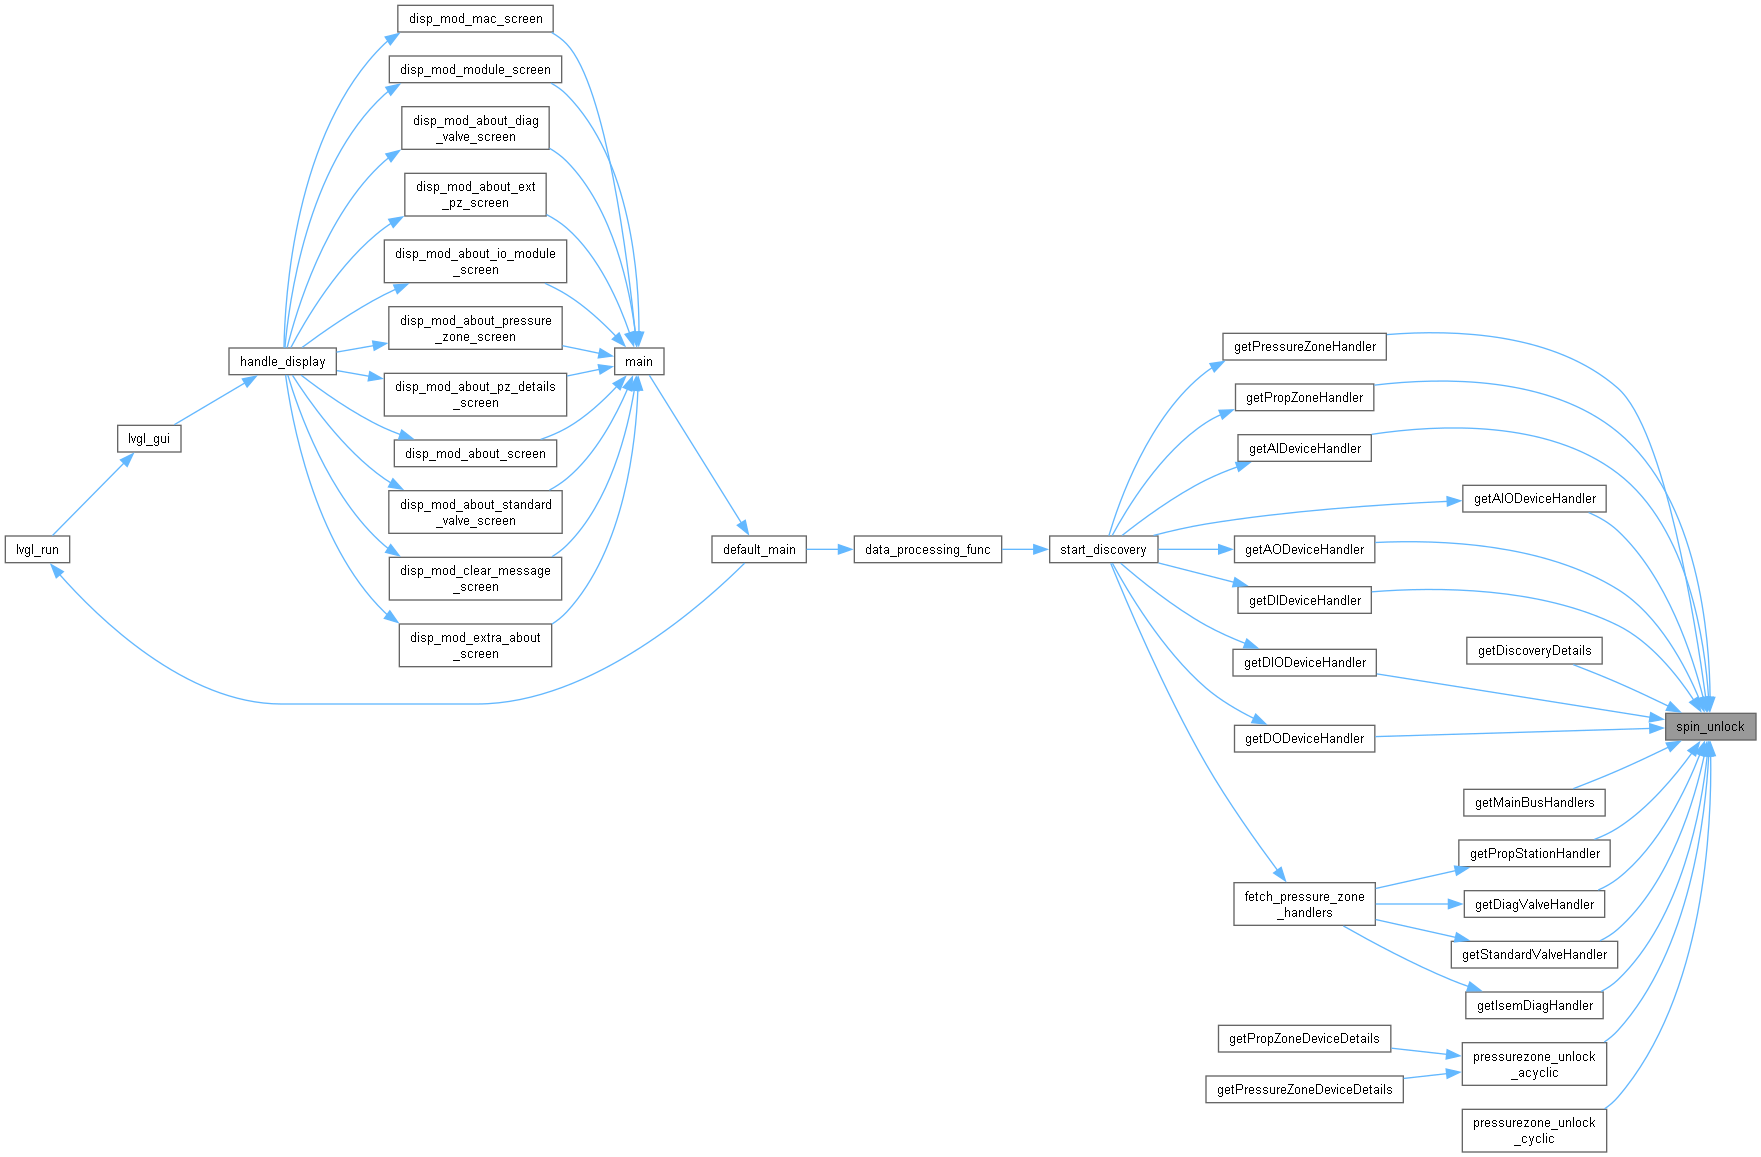 disp_mod_mac_screen
disp_mod_module_screen
disp_mod_about_diag
_valve_screen
disp_mod_about_ext
_pz_screen
disp_mod_about_io_module
_screen
disp_mod_about_pressure
_zone_screen
handle_display
main
disp_mod_about_pz_details
_screen
lvgl_gui
disp_mod_about_screen
disp_mod_about_standard
_valve_screen
lvgl_run
default_main
data_processing_func
start_discovery
disp_mod_clear_message
_screen
disp_mod_extra_about
_screen
getPressureZoneHandler
getPropZoneHandler
getAIDeviceHandler
getAIODeviceHandler
getAODeviceHandler
getDIDeviceHandler
getDiscoveryDetails
getDIODeviceHandler
spin_unlock
getDODeviceHandler
getMainBusHandlers
getPropStationHandler
fetch_pressure_zone
_handlers
getDiagValveHandler
getStandardValveHandler
getIsemDiagHandler
getPropZoneDeviceDetails
pressurezone_unlock
_acyclic
getPressureZoneDeviceDetails
pressurezone_unlock
_cyclic